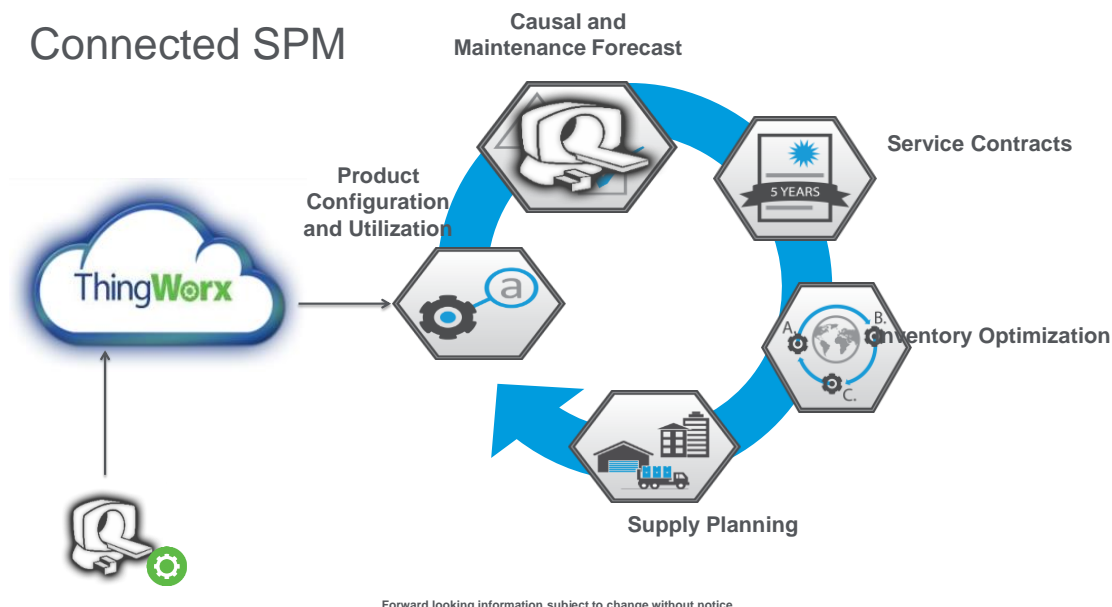 Connected SPM
Causal and
Maintenance Forecast
Service Contracts
5 YEARS
Product
Configuration
and Utilization
ThingWorx
a
A.
B.
C.
Inventory Optimization
Supply Planning
Forward looking information subject to change without notice